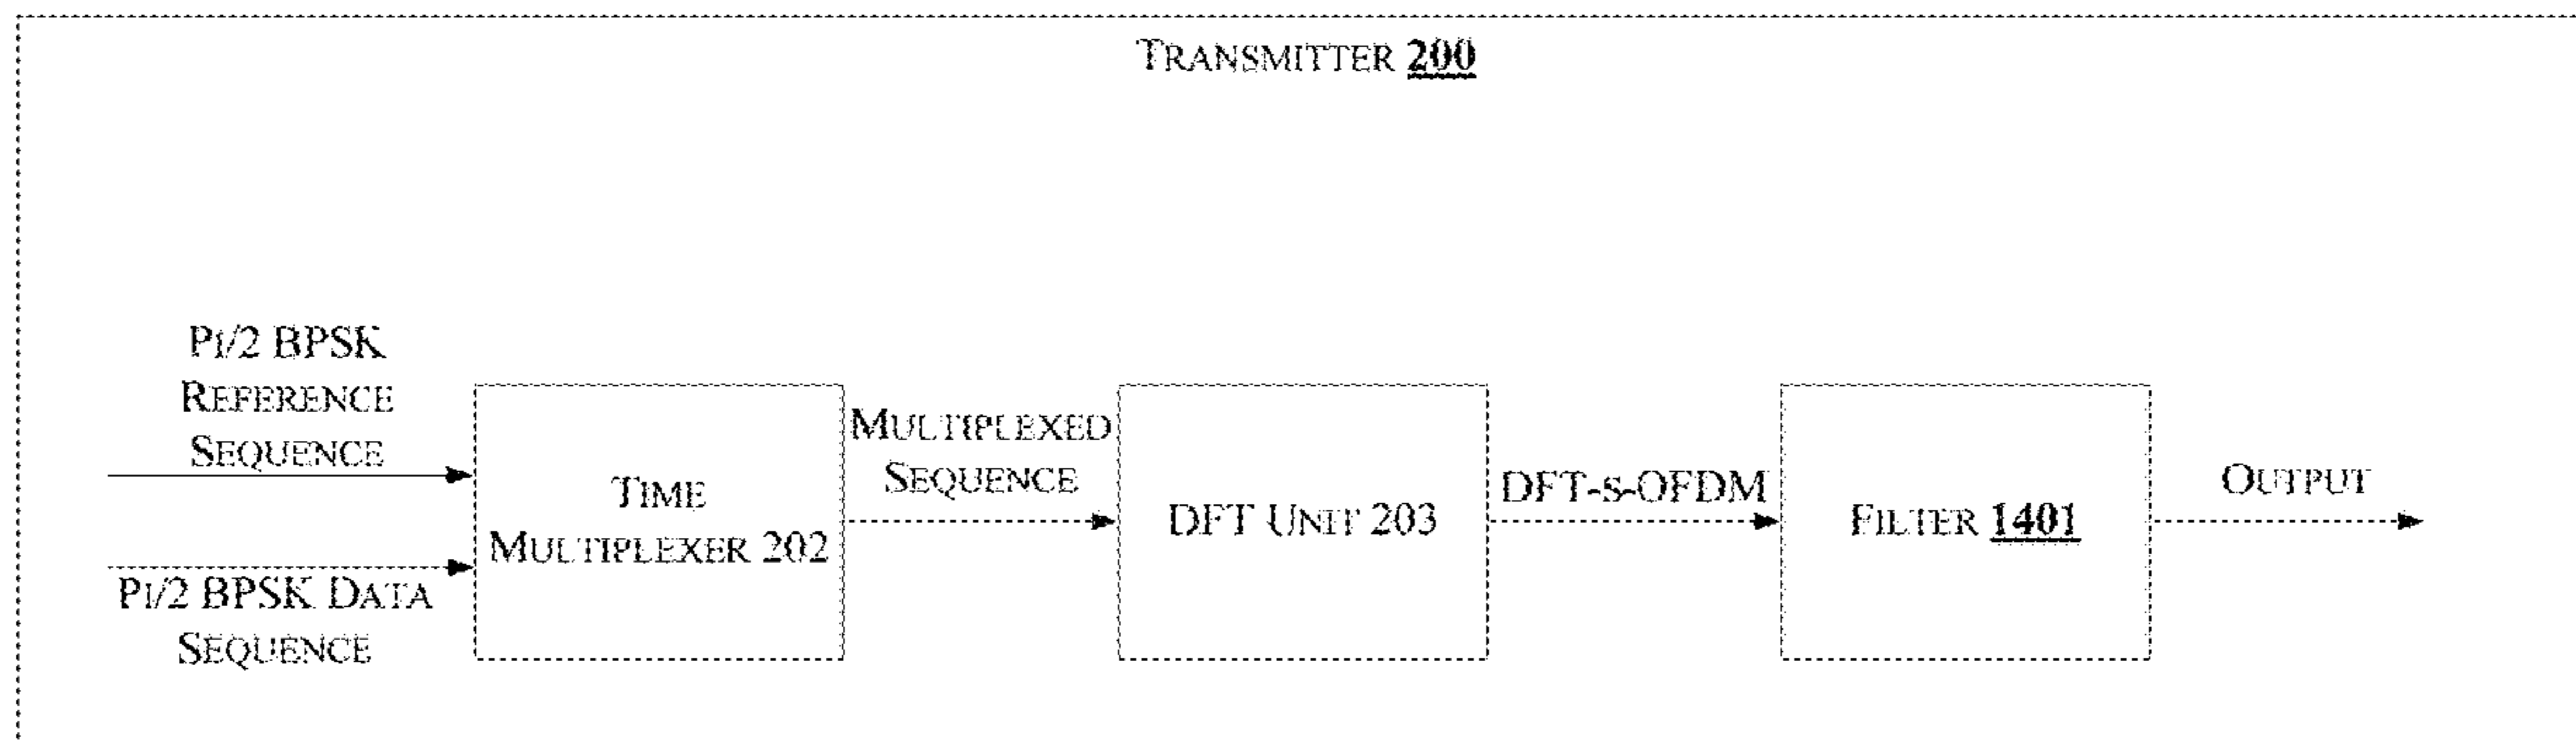 TRANSMITTER 200
PI/2 BPSK
REFERENCE
SEQUENCE
PI/2 BPSK DATA
SEQUENCE
TIME
MULTIPLEXER 202
MULTIPLEXED
SEQUENCE
DFT UNIT 203
DFT-S-OFDM
FILTER 1401
OUTPUT